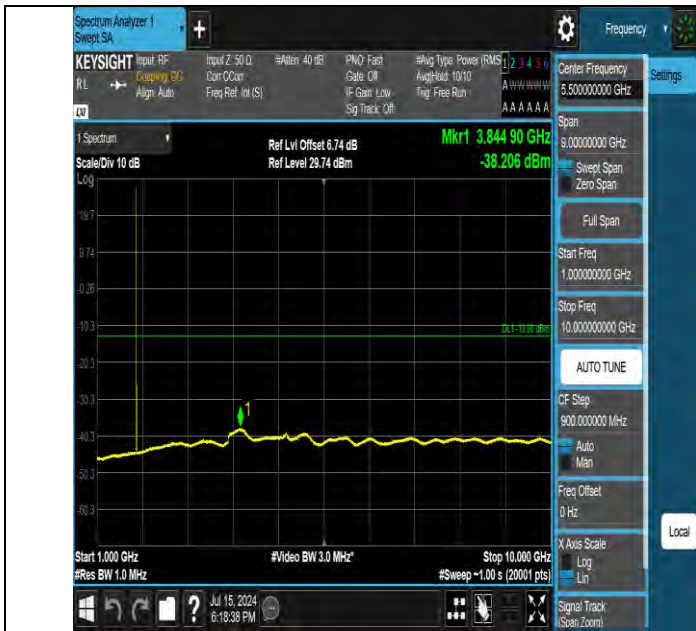 Spectrum Analyzer 1
Swept SA
+
Frequency
KEYSIGHT
RL
Input: RF
Coupling: DC
Align: Auto
Input Z: 50 Ω
Corr CCorr
Freq Ref: Int (S)
#Atten: 40 dB
PNO: Fast
Gate: Off
IF Gain: Low
Sig Track: Off
#Avg Type: Power (RMS
Avg|Hold: 10/10
Trig: Free Run
1 2 3 4 5 6
A W W W W W
A A A A A A
LXI
1 Spectrum
Scale/Div 10 dB
Log
Ref Lvl Offset 6.74 dB
Ref Level 29.74 dBm
Mkr1 3.844 90 GHz
-38.206 dBm
19.7
9.74
-0.26
-10.3
-20.3
-30.3
-40.3
-50.3
-60.3
DL1 -13.00 dBm
1
Start 1.000 GHz
#Res BW 1.0 MHz
#Video BW 3.0 MHz*
Stop 10.000 GHz
#Sweep ~1.00 s (20001 pts)
?
Jul 15, 2024
6:18:38 PM
Center Frequency
5.500000000 GHz
Span
9.00000000 GHz
Swept Span
Zero Span
Full Span
Start Freq
1.000000000 GHz
Stop Freq
10.000000000 GHz
AUTO TUNE
CF Step
900.000000 MHz
Auto
Man
Freq Offset
0 Hz
X Axis Scale
Log
Lin
Signal Track
(Span Zoom)
Settings
Local